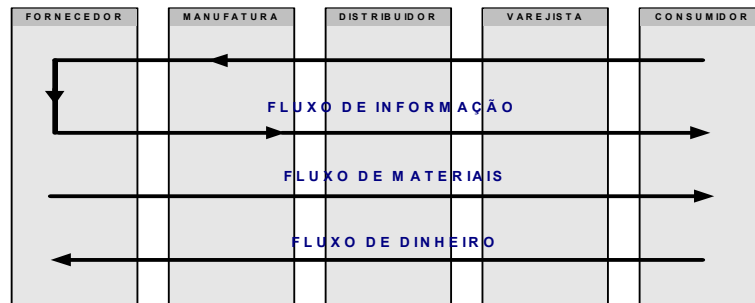 FORNECEDOR MANUFATURA DISTRIBUIDOR VAREJISTA CONSUMIDOR
FLUXO DE INFORMAÇÃO
FLUXO DE MATERIAIS
FLUXO DE DINHEIRO